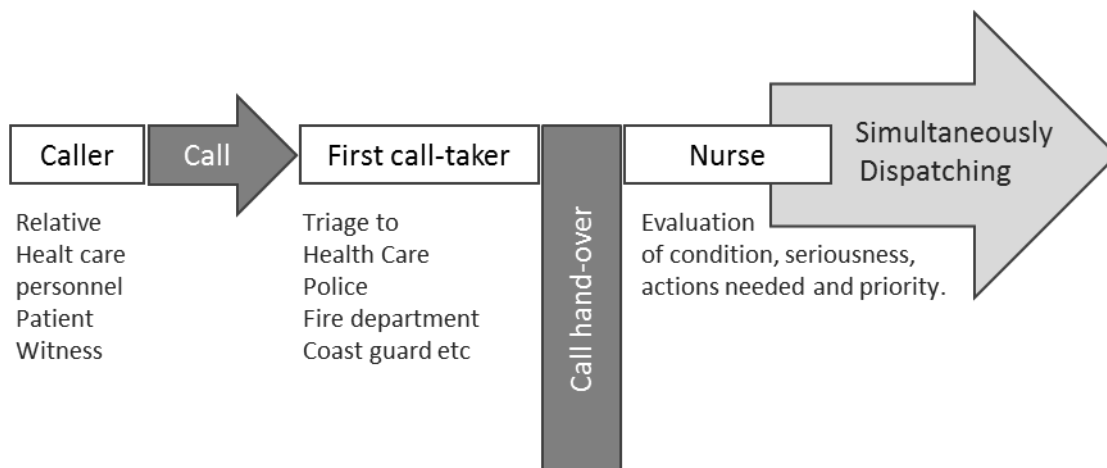 Caller
Call
First call-taker
Nurse
Simultaneously
Dispatching
Relative
Healt care
personnel
Patient
Witness
Triage to
Health Care
Police
Fire department
Coast guard etc
Call hand-over
Evaluation
of condition, seriousness,
actions needed and priority.